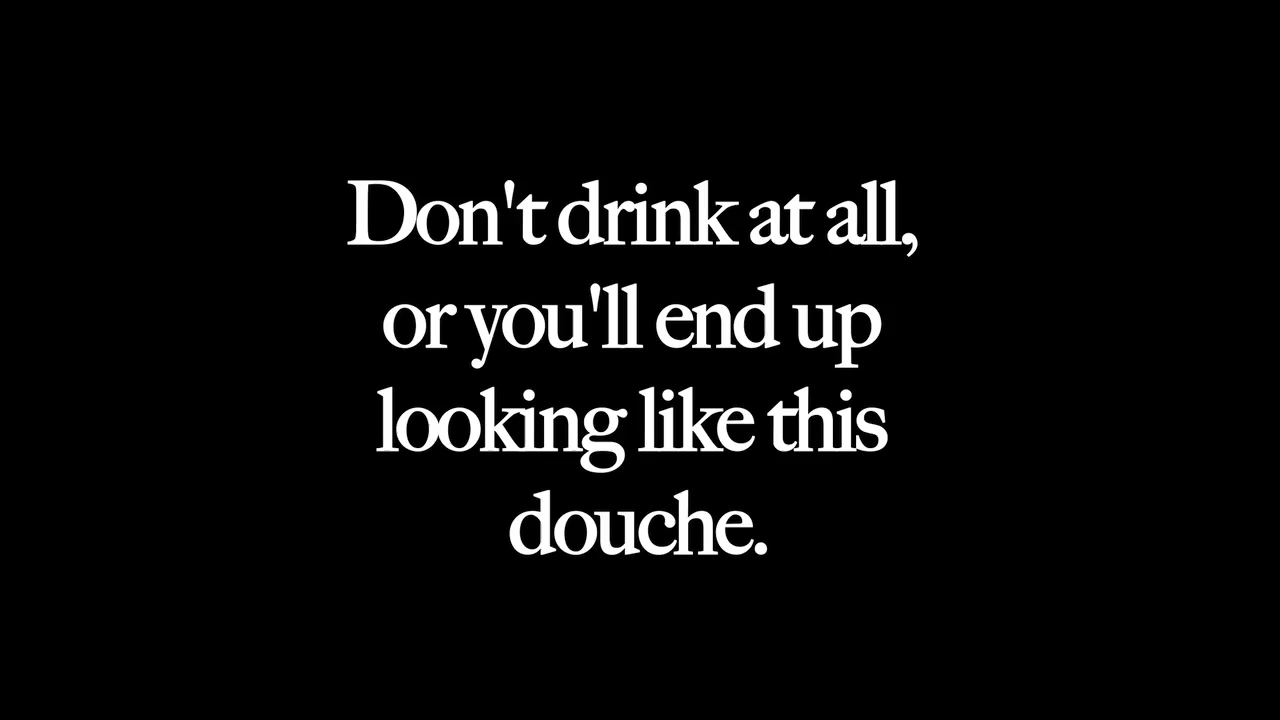 Don't drink at all,
or you'll end up
looking like this
douche.